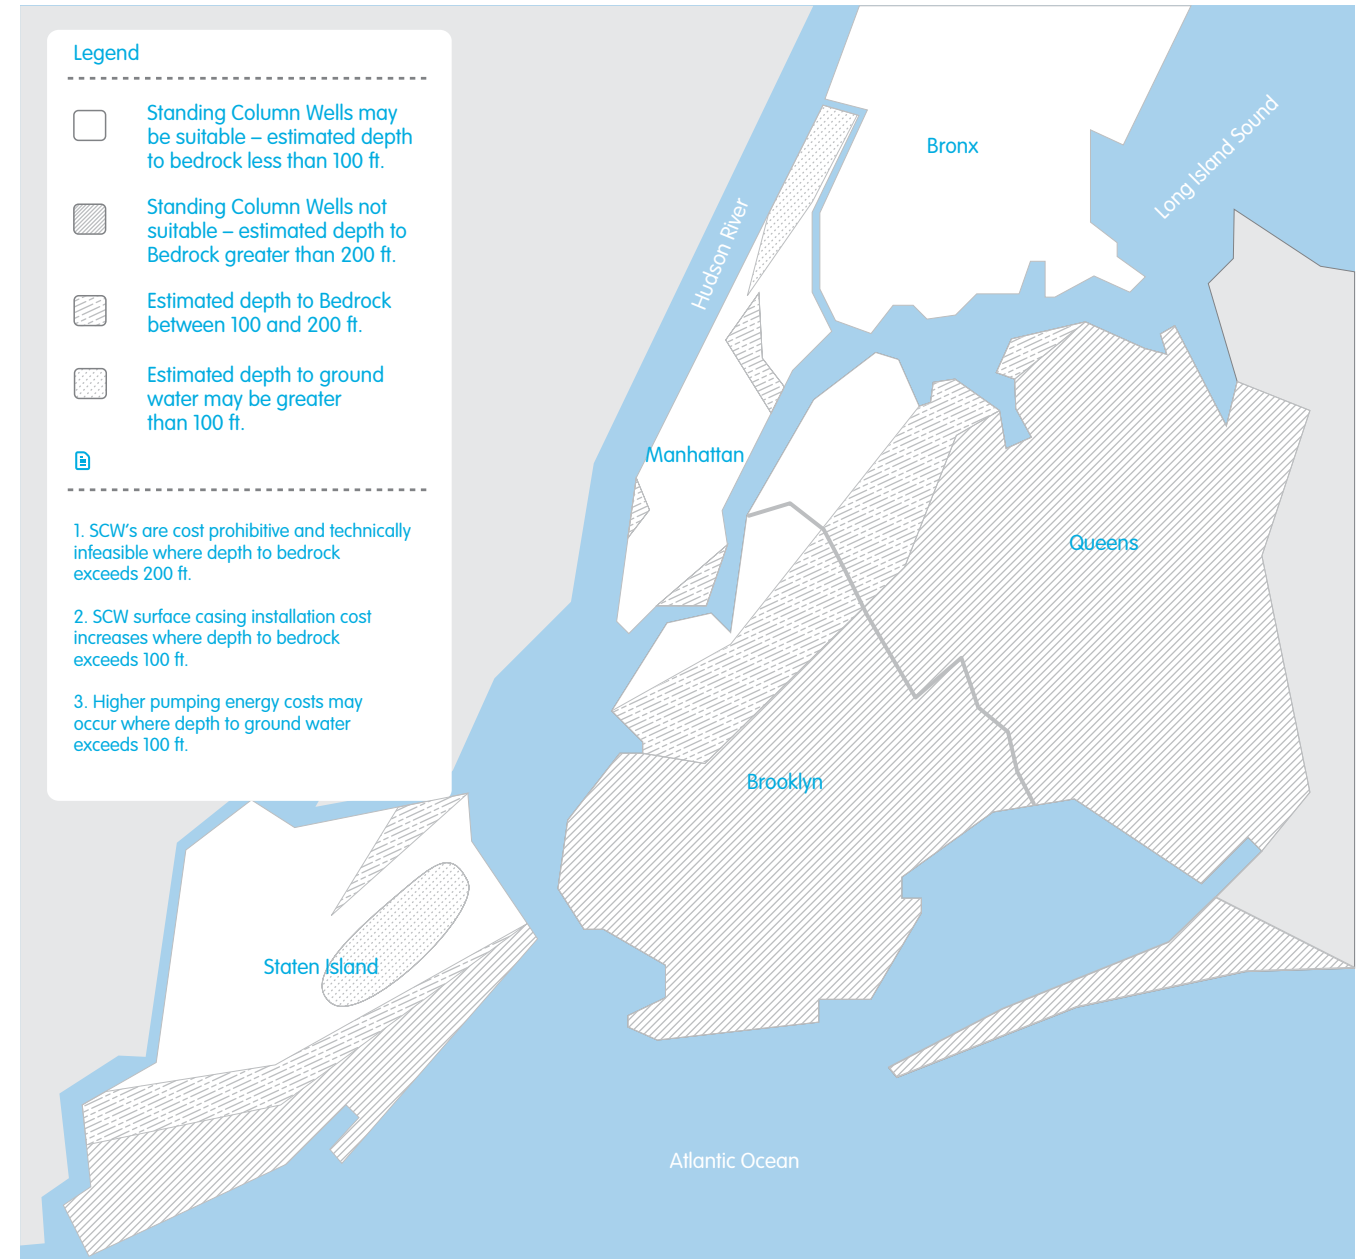 Legend
Standing Column Wells may
be suitable – estimated depth
to bedrock less than 100 ft.
Standing Column Wells not
suitable – estimated depth to
Bedrock greater than 200 ft.
Estimated depth to Bedrock
between 100 and 200 ft.
Estimated depth to ground
water may be greater
than 100 ft.
1. SCW's are cost prohibitive and technically
infeasible where depth to bedrock
exceeds 200 ft.
2. SCW surface casing installation cost
increases where depth to bedrock
exceeds 100 ft.
3. Higher pumping energy costs may
occur where depth to ground water
exceeds 100 ft.
Bronx
Long Island Sound
Hudson River
Manhattan
Queens
Brooklyn
Staten Island
Atlantic Ocean